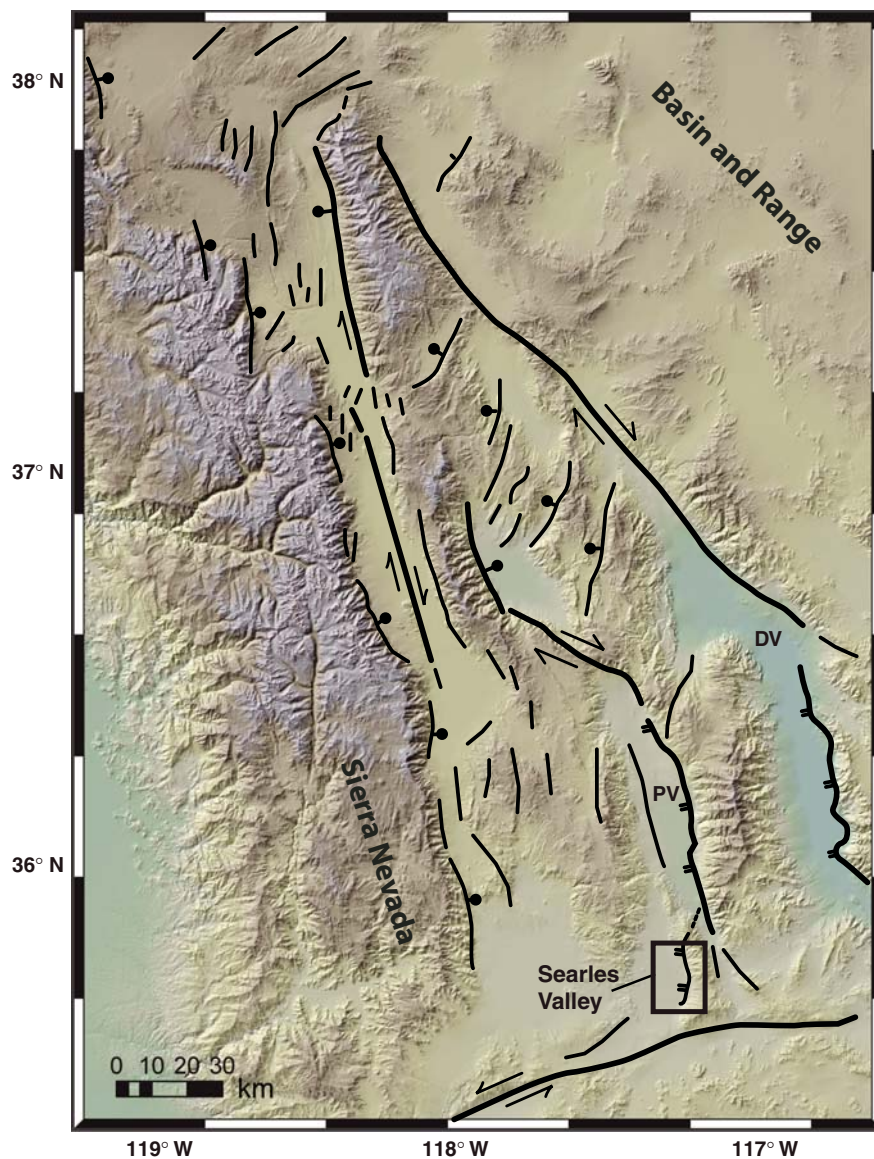 38° N
Basin and Range
37° N
DV
PV
Sierra Nevada
36° N
Searles
Valley
0 10 20 30
km
119° W
118° W
117° W